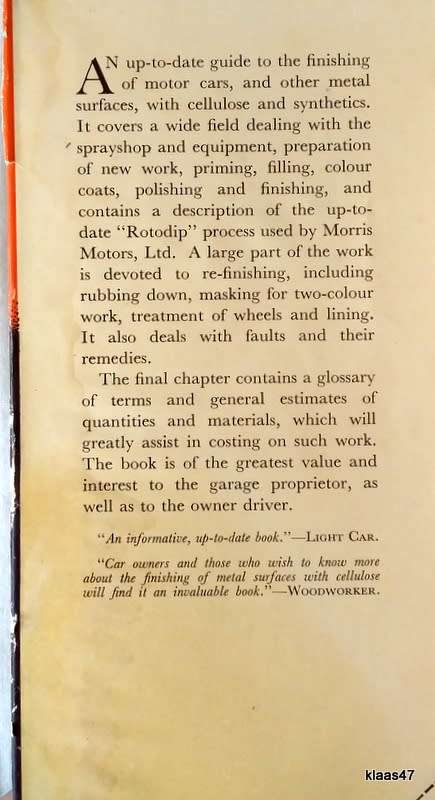 AN up-to-date guide to the finishing
of motor cars, and other metal
surfaces, with cellulose and synthetics.
It covers a wide field dealing with the
sprayshop and equipment, preparation
of new work, priming, filling, colour
coats, polishing and finishing, and
contains a description of the up-to-
date "Rotodip" process used by Morris
Motors, Ltd. A large part of the work
is devoted to re-finishing, including
rubbing down, masking for two-colour
work, treatment of wheels and lining.
It also deals with faults and their
remedies.
The final chapter contains a glossary
of terms and general estimates of
quantities and materials, which will
greatly assist in costing on such work.
The book is of the greatest value and
interest to the garage proprietor, as
well as to the owner driver.
"An informative, up-to-date book."—LIGHT CAR.
"Car owners and those who wish to know more
about the finishing of metal surfaces with cellulose
will find it an invaluable book."—WOODWORKER.
klaas47